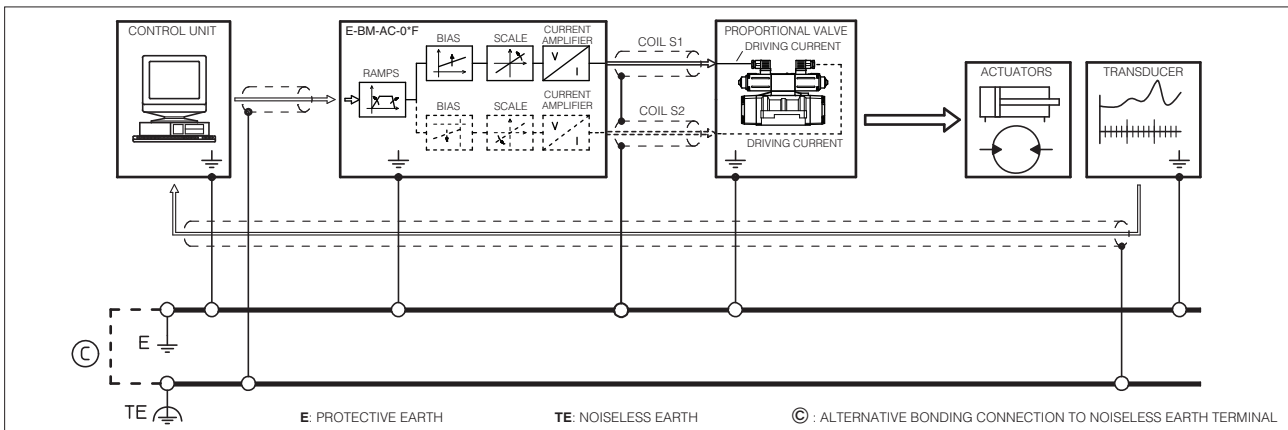 CONTROL UNIT
E-BM-AC-0*F
RAMPS
BIAS
SCALE
CURRENT
AMPLIFIER
V
I
BIAS
SCALE
CURRENT
AMPLIFIER
V
I
COIL S1
COIL S2
PROPORTIONAL VALVE
DRIVING CURRENT
DRIVING CURRENT
ACTUATORS
TRANSDUCER
C
E
TE
E: PROTECTIVE EARTH
TE: NOISELESS EARTH
Ⓒ : ALTERNATIVE BONDING CONNECTION TO NOISELESS EARTH TERMINAL